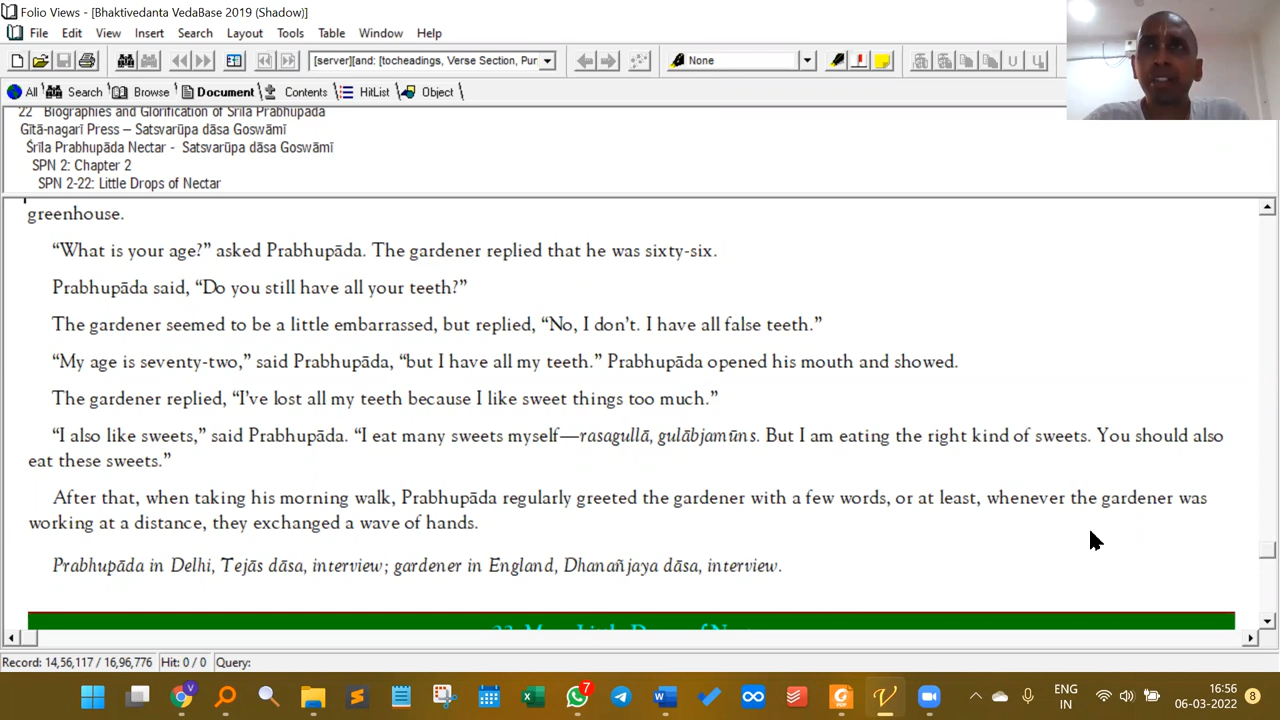 Folio Views - [Bhaktivedanta VedaBase 2019 (Shadow)]
File Edit View Insert Search Layout Tools Table Window Help
[server][and: [tocheadings, Verse Section, Pur
None
All Search Browse Document Contents HitList Object
22 Biographies and Glorification of Śrīla Prabhupāda
Gītā-nagarī Press – Satsvarūpa dāsa Goswāmī
Śrīla Prabhupāda Nectar - Satsvarūpa dāsa Goswāmī
SPN 2: Chapter 2
SPN 2-22: Little Drops of Nectar
greenhouse.
“What is your age?” asked Prabhupāda. The gardener replied that he was sixty-six.
Prabhupāda said, “Do you still have all your teeth?”
The gardener seemed to be a little embarrassed, but replied, “No, I don’t. I have all false teeth.”
“My age is seventy-two,” said Prabhupāda, “but I have all my teeth.” Prabhupāda opened his mouth and showed.
The gardener replied, “I’ve lost all my teeth because I like sweet things too much.”
“I also like sweets,” said Prabhupāda. “I eat many sweets myself—rasagullā, gulābjamūns. But I am eating the right kind of sweets. You should also
eat these sweets.”
After that, when taking his morning walk, Prabhupāda regularly greeted the gardener with a few words, or at least, whenever the gardener was
working at a distance, they exchanged a wave of hands.
Prabhupāda in Delhi, Tejās dāsa, interview; gardener in England, Dhanañjaya dāsa, interview.
Record: 14,56,117 / 16,96,776 Hit: 0 / 0 Query:
7
ENG
IN
16:56
06-03-2022
8